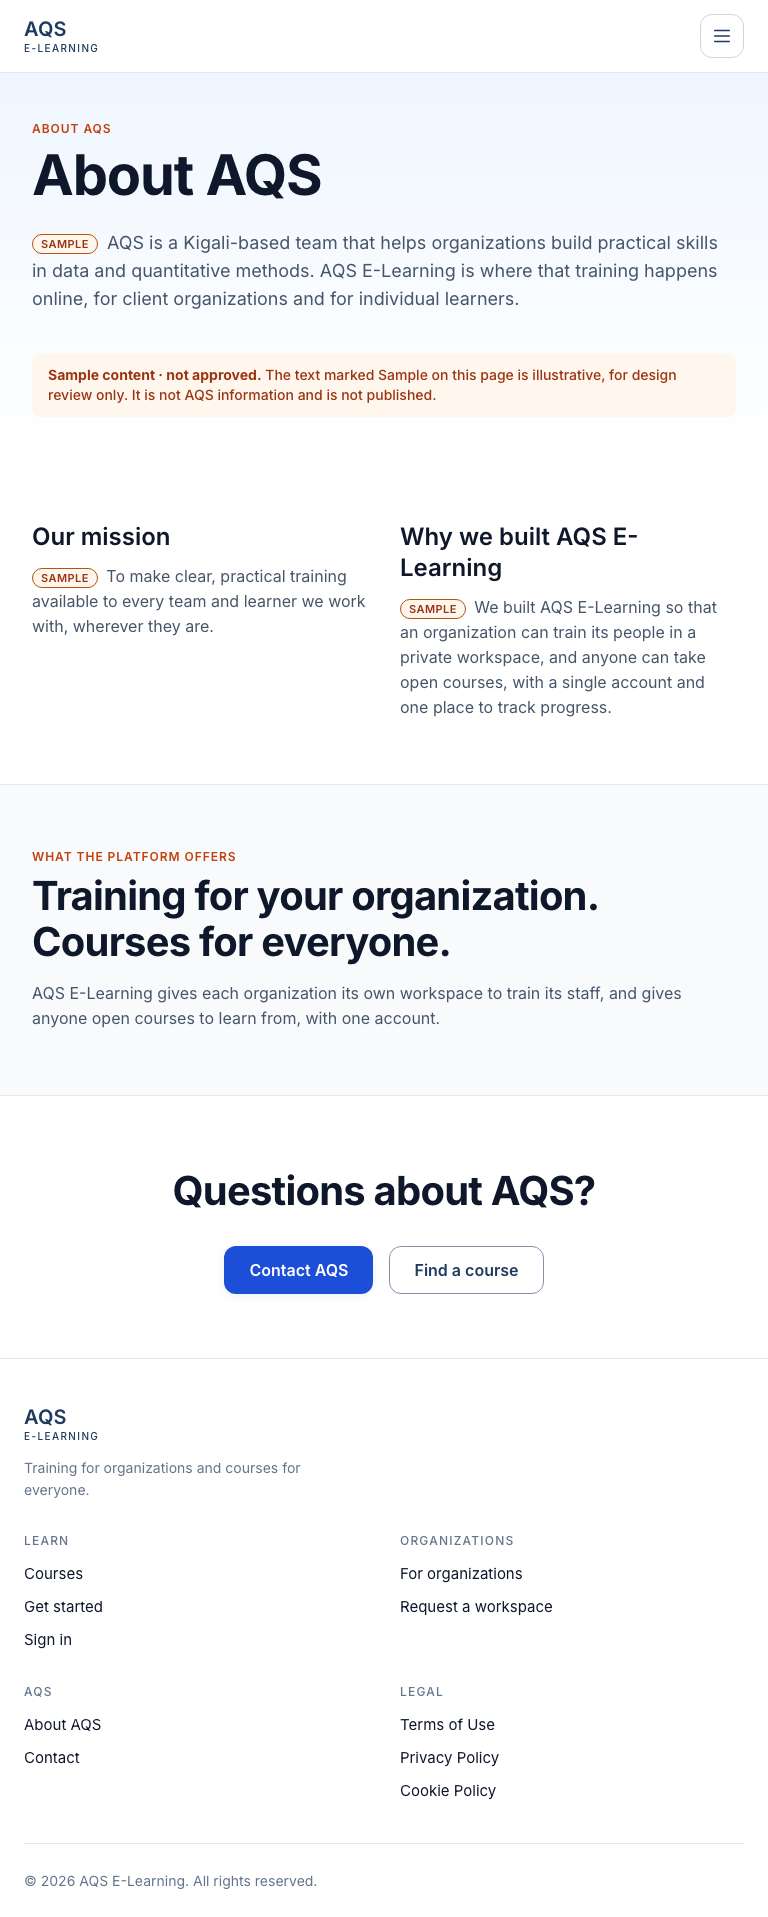 AQS
E-LEARNING
ABOUT AQS
About AQS
SAMPLE AQS is a Kigali-based team that helps organizations build practical skills
in data and quantitative methods. AQS E-Learning is where that training happens
online, for client organizations and for individual learners.
Sample content · not approved. The text marked Sample on this page is illustrative, for design
review only. It is not AQS information and is not published.
Our mission
SAMPLE To make clear, practical training
available to every team and learner we work
with, wherever they are.
Why we built AQS E-
Learning
SAMPLE We built AQS E-Learning so that
an organization can train its people in a
private workspace, and anyone can take
open courses, with a single account and
one place to track progress.
WHAT THE PLATFORM OFFERS
Training for your organization.
Courses for everyone.
AQS E-Learning gives each organization its own workspace to train its staff, and gives
anyone open courses to learn from, with one account.
Questions about AQS?
Contact AQS
Find a course
AQS
E-LEARNING
Training for organizations and courses for
everyone.
LEARN
Courses
Get started
Sign in
ORGANIZATIONS
For organizations
Request a workspace
AQS
About AQS
Contact
LEGAL
Terms of Use
Privacy Policy
Cookie Policy
© 2026 AQS E-Learning. All rights reserved.